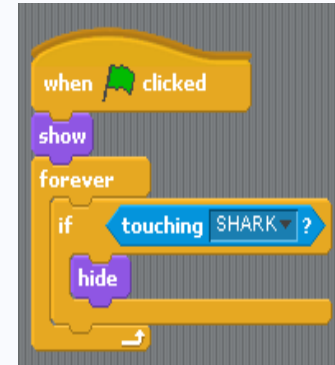 when clicked
show
forever
if touching SHARK ?
hide